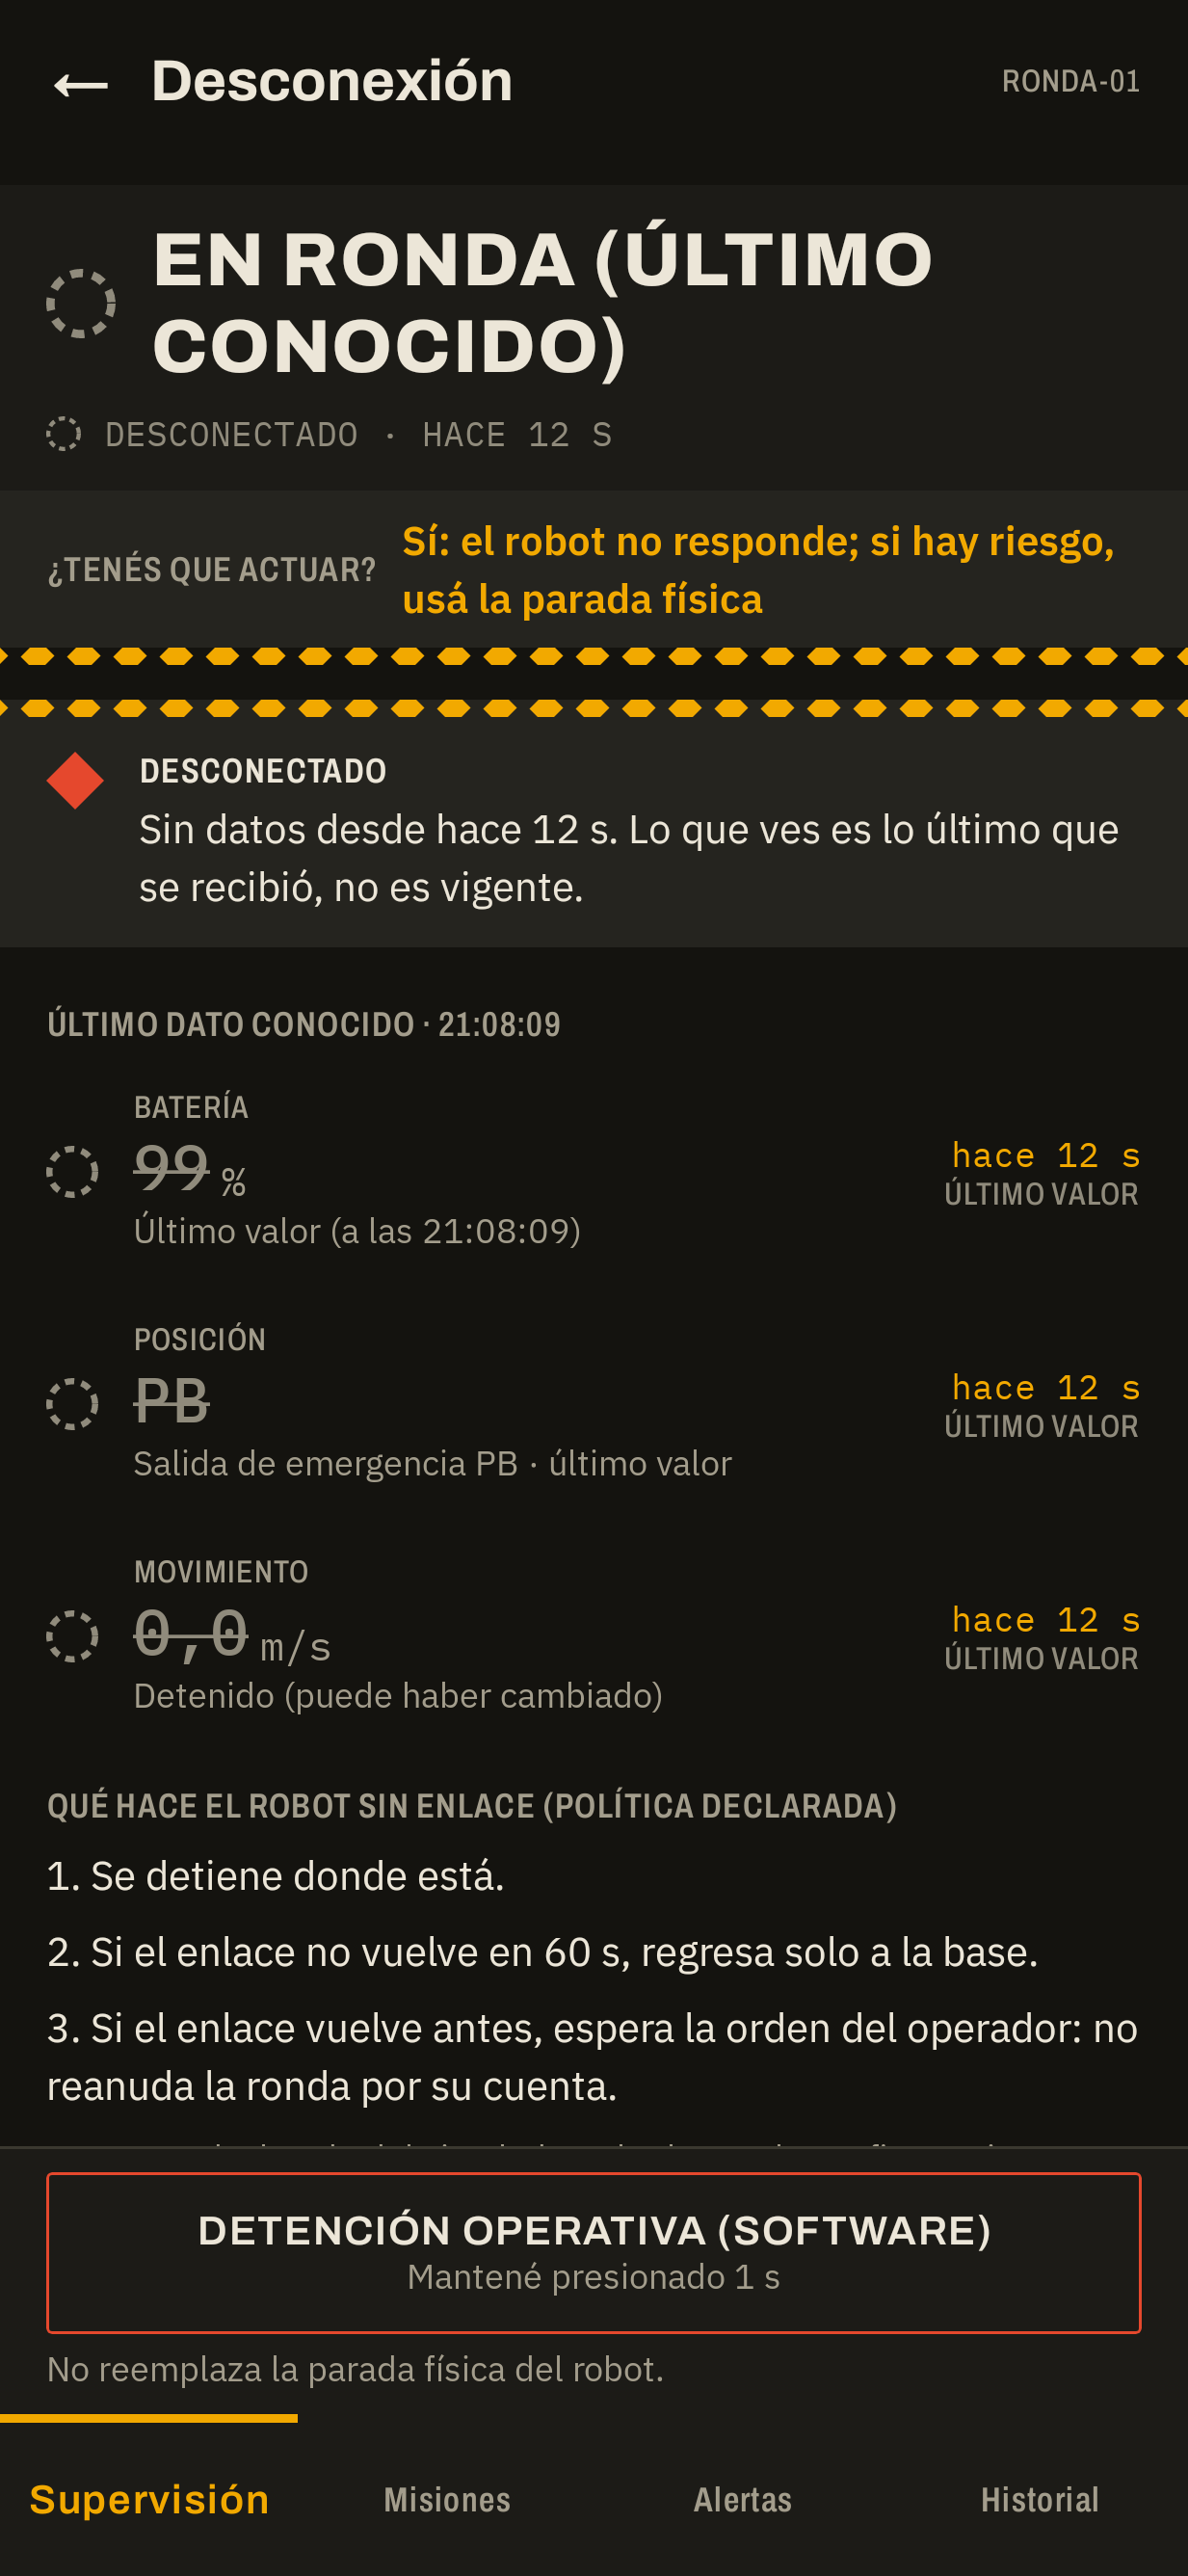 ← Desconexión
RONDA-01
EN RONDA (ÚLTIMO
CONOCIDO)
DESCONECTADO · HACE 12 S
¿TENÉS QUE ACTUAR?
Sí: el robot no responde; si hay riesgo,
usá la parada física
DESCONECTADO
Sin datos desde hace 12 s. Lo que ves es lo último que
se recibió, no es vigente.
ÚLTIMO DATO CONOCIDO · 21:08:09
BATERÍA
99 %
hace 12 s
ÚLTIMO VALOR
Último valor (a las 21:08:09)
POSICIÓN
PB
hace 12 s
ÚLTIMO VALOR
Salida de emergencia PB · último valor
MOVIMIENTO
0,0 m/s
hace 12 s
ÚLTIMO VALOR
Detenido (puede haber cambiado)
QUÉ HACE EL ROBOT SIN ENLACE (POLÍTICA DECLARADA)
1. Se detiene donde está.
2. Si el enlace no vuelve en 60 s, regresa solo a la base.
3. Si el enlace vuelve antes, espera la orden del operador: no
reanuda la ronda por su cuenta.
DETENCIÓN OPERATIVA (SOFTWARE)
Mantené presionado 1 s
No reemplaza la parada física del robot.
Supervisión
Misiones
Alertas
Historial